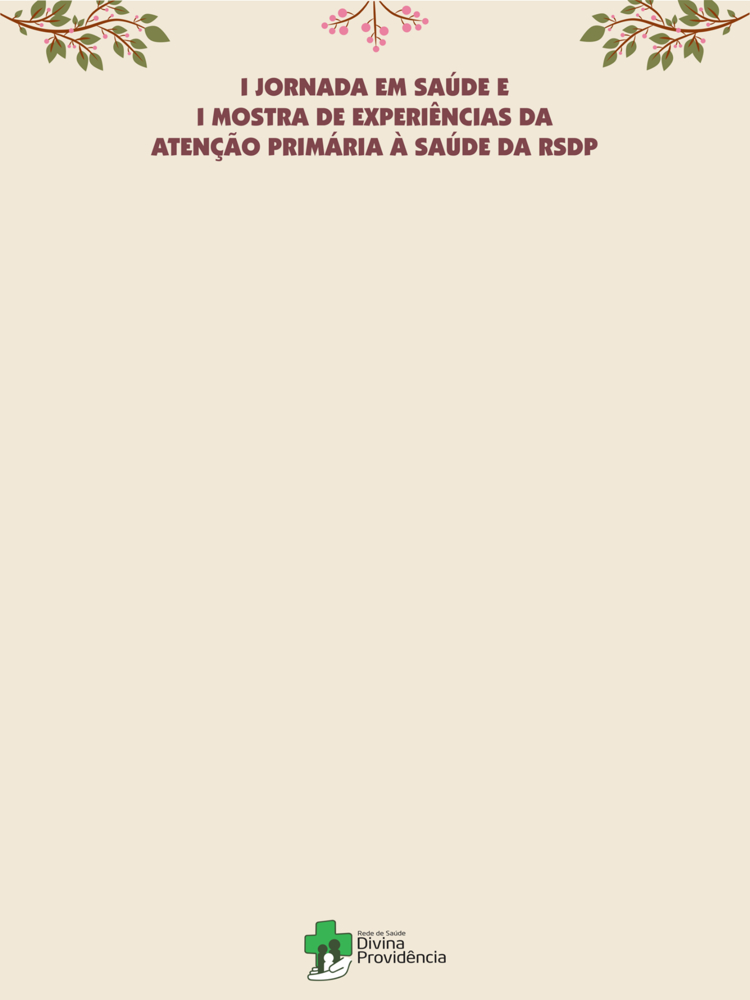 I JORNADA EM SAÚDE E
I MOSTRA DE EXPERIÊNCIAS DA
ATENÇÃO PRIMÁRIA À SAÚDE DA RSDP
Rede de Saúde
Divina
Providência